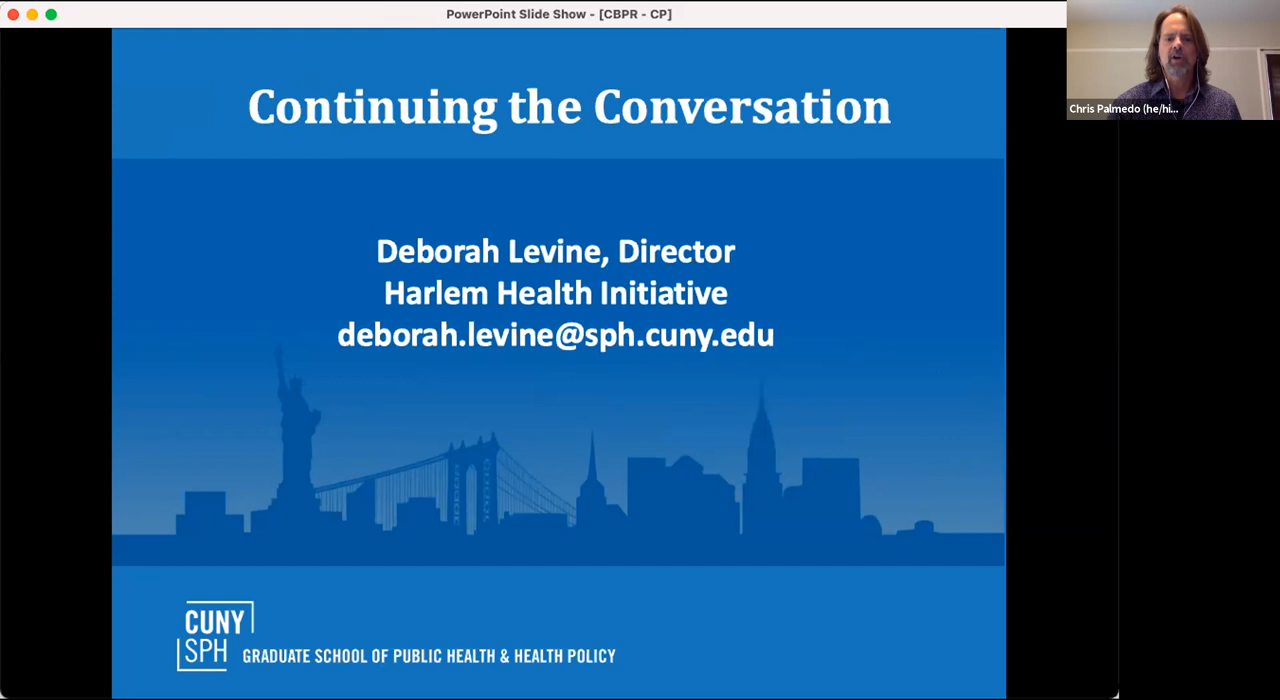 PowerPoint Slide Show - [CBPR - CP]
Chris Palmedo (he/hi...
Continuing the Conversation
Deborah Levine, Director
Harlem Health Initiative
deborah.levine@sph.cuny.edu
CUNY
SPH
GRADUATE SCHOOL OF PUBLIC HEALTH & HEALTH POLICY